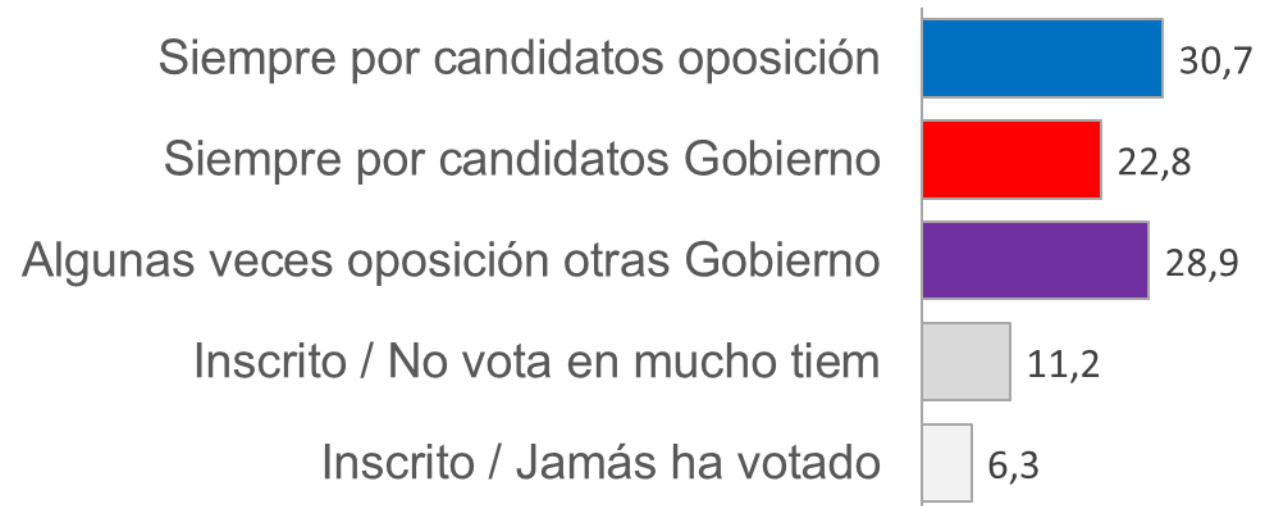 Siempre por candidatos oposición 30,7
Siempre por candidatos Gobierno 22,8
Algunas veces oposición otras Gobierno 28,9
Inscrito / No vota en mucho tiem 11,2
Inscrito / Jamás ha votado 6,3